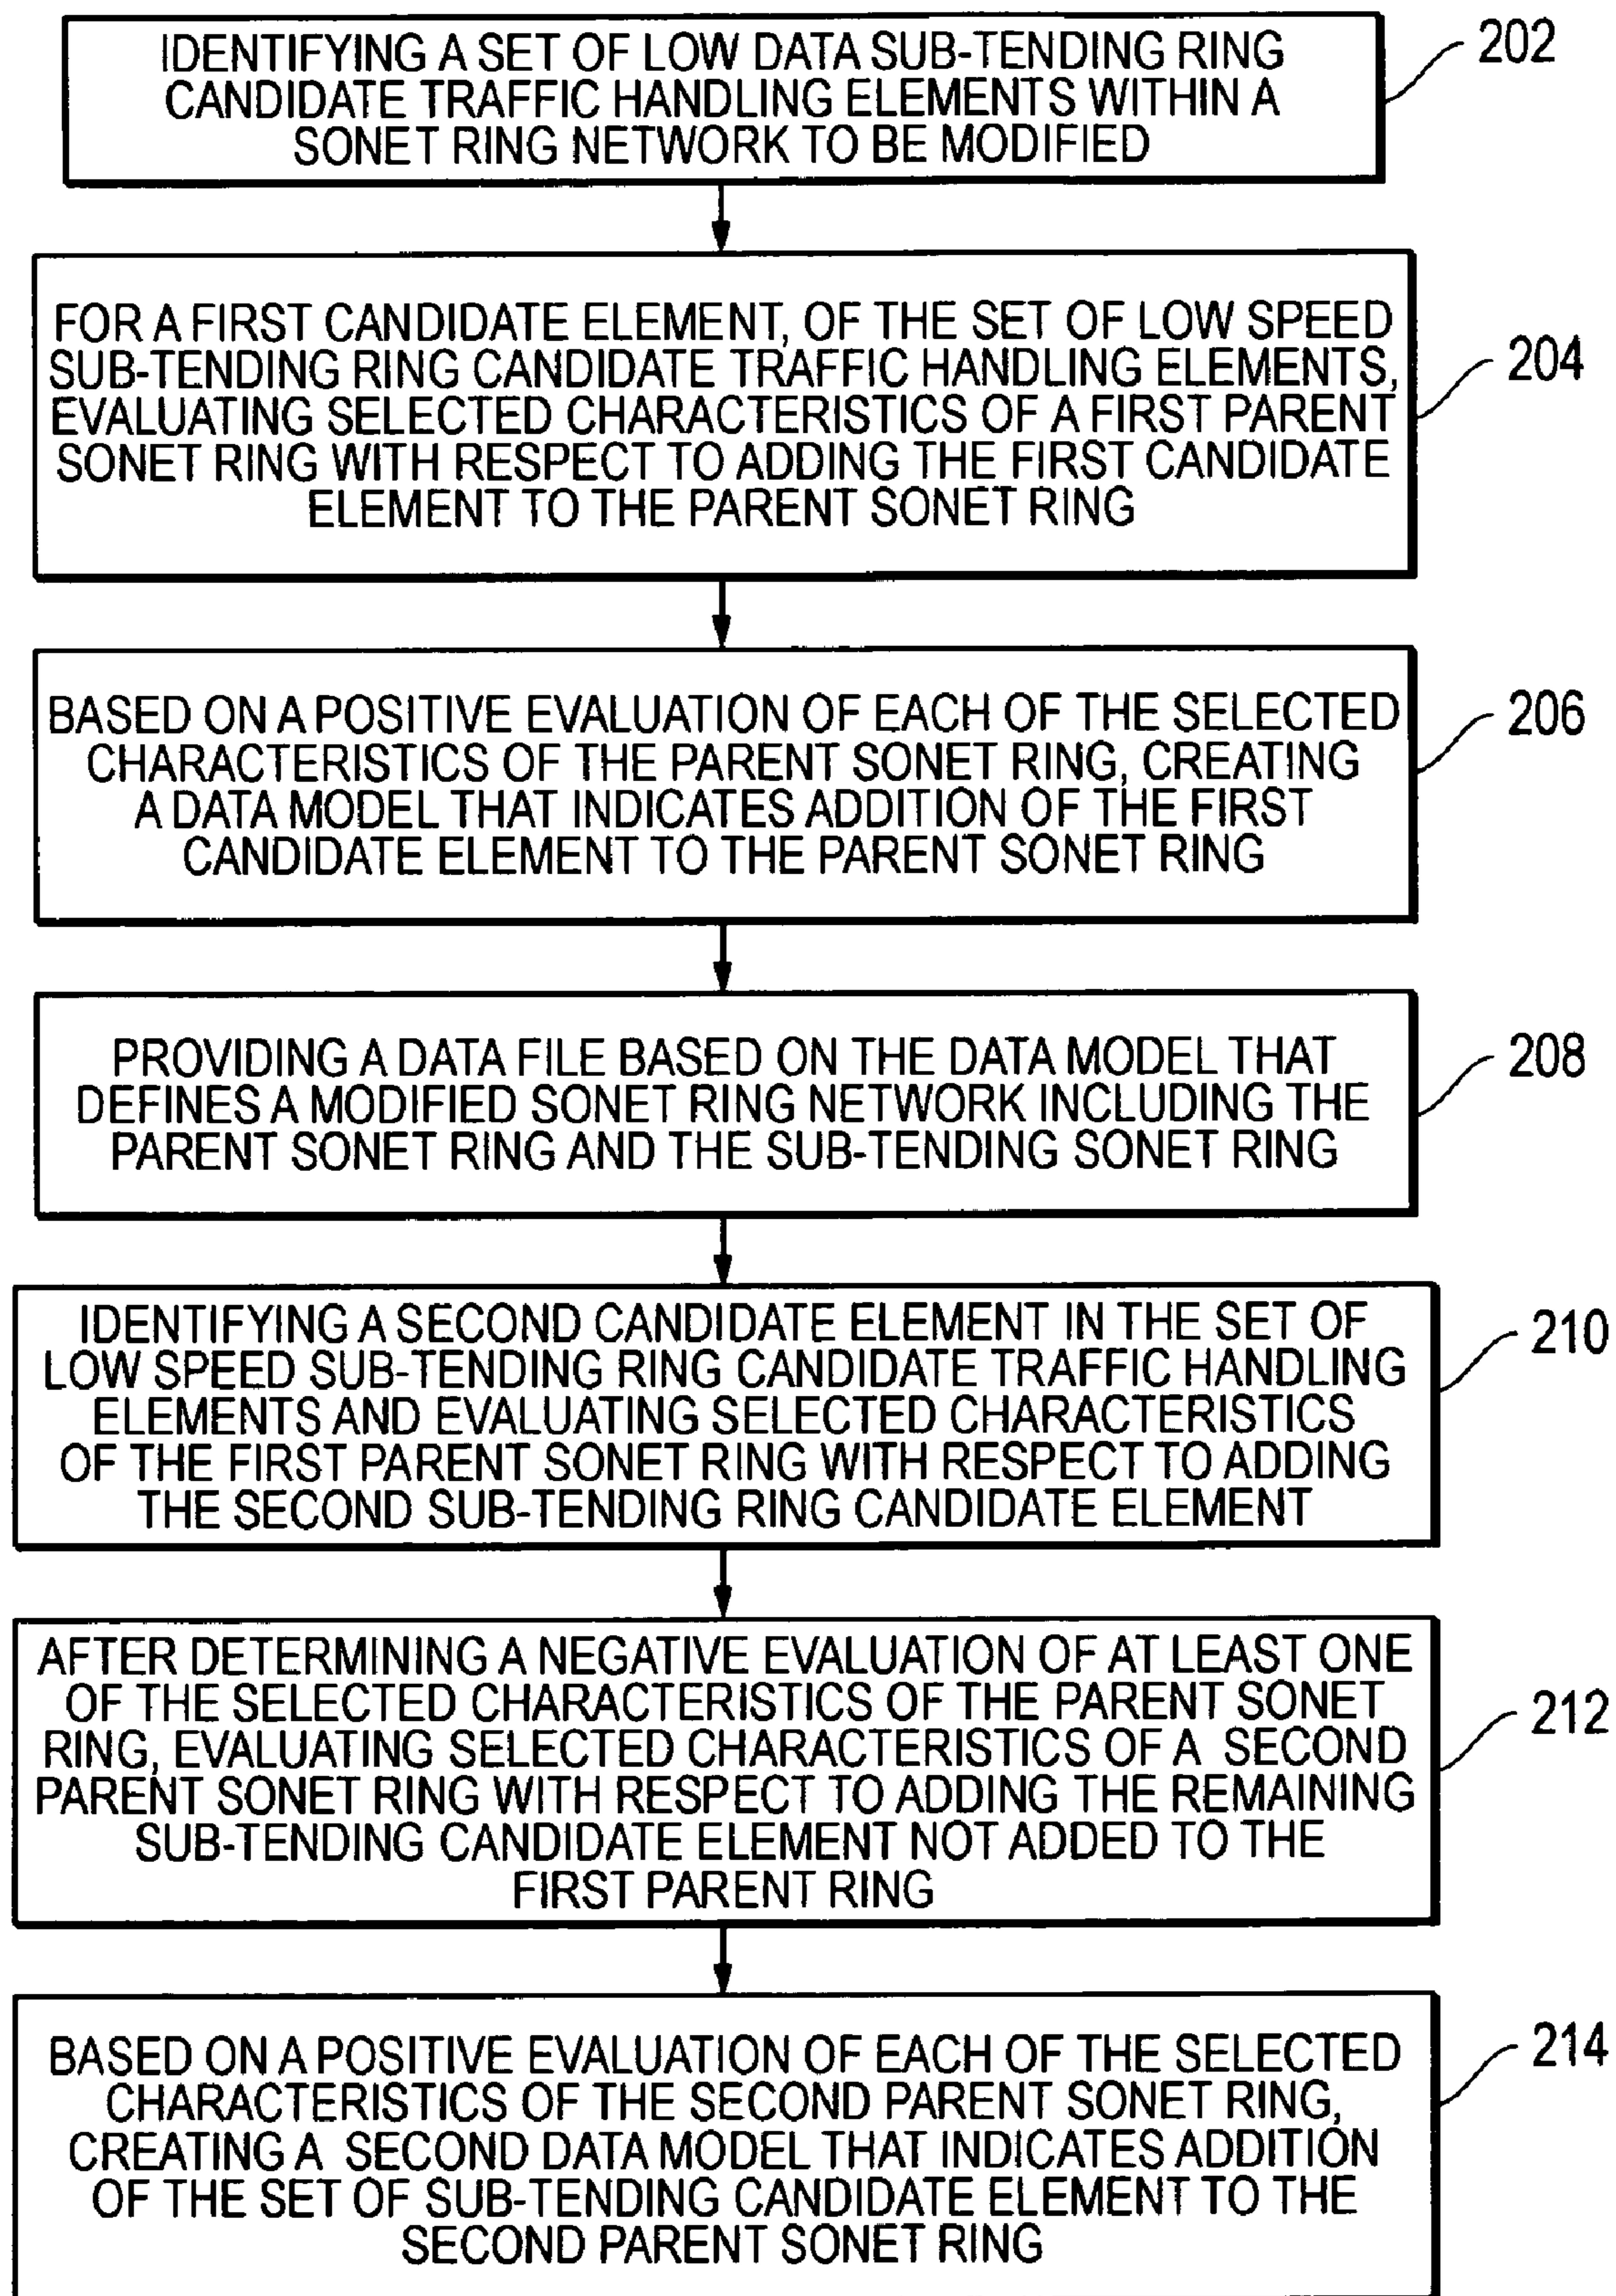 IDENTIFYING A SET OF LOW DATA SUB-TENDING RING
CANDIDATE TRAFFIC HANDLING ELEMENTS WITHIN A
SONET RING NETWORK TO BE MODIFIED
202
FOR A FIRST CANDIDATE ELEMENT, OF THE SET OF LOW SPEED
SUB-TENDING RING CANDIDATE TRAFFIC HANDLING ELEMENTS,
EVALUATING SELECTED CHARACTERISTICS OF A FIRST PARENT
SONET RING WITH RESPECT TO ADDING THE FIRST CANDIDATE
ELEMENT TO THE PARENT SONET RING
204
BASED ON A POSITIVE EVALUATION OF EACH OF THE SELECTED
CHARACTERISTICS OF THE PARENT SONET RING, CREATING
A DATA MODEL THAT INDICATES ADDITION OF THE FIRST
CANDIDATE ELEMENT TO THE PARENT SONET RING
206
PROVIDING A DATA FILE BASED ON THE DATA MODEL THAT
DEFINES A MODIFIED SONET RING NETWORK INCLUDING THE
PARENT SONET RING AND THE SUB-TENDING SONET RING
208
IDENTIFYING A SECOND CANDIDATE ELEMENT IN THE SET OF
LOW SPEED SUB-TENDING RING CANDIDATE TRAFFIC HANDLING
ELEMENTS AND EVALUATING SELECTED CHARACTERISTICS
OF THE FIRST PARENT SONET RING WITH RESPECT TO ADDING
THE SECOND SUB-TENDING RING CANDIDATE ELEMENT
210
AFTER DETERMINING A NEGATIVE EVALUATION OF AT LEAST ONE
OF THE SELECTED CHARACTERISTICS OF THE PARENT SONET
RING, EVALUATING SELECTED CHARACTERISTICS OF A SECOND
PARENT SONET RING WITH RESPECT TO ADDING THE REMAINING
SUB-TENDING CANDIDATE ELEMENT NOT ADDED TO THE
FIRST PARENT RING
212
BASED ON A POSITIVE EVALUATION OF EACH OF THE SELECTED
CHARACTERISTICS OF THE SECOND PARENT SONET RING,
CREATING A SECOND DATA MODEL THAT INDICATES ADDITION
OF THE SET OF SUB-TENDING CANDIDATE ELEMENT TO THE
SECOND PARENT SONET RING
214